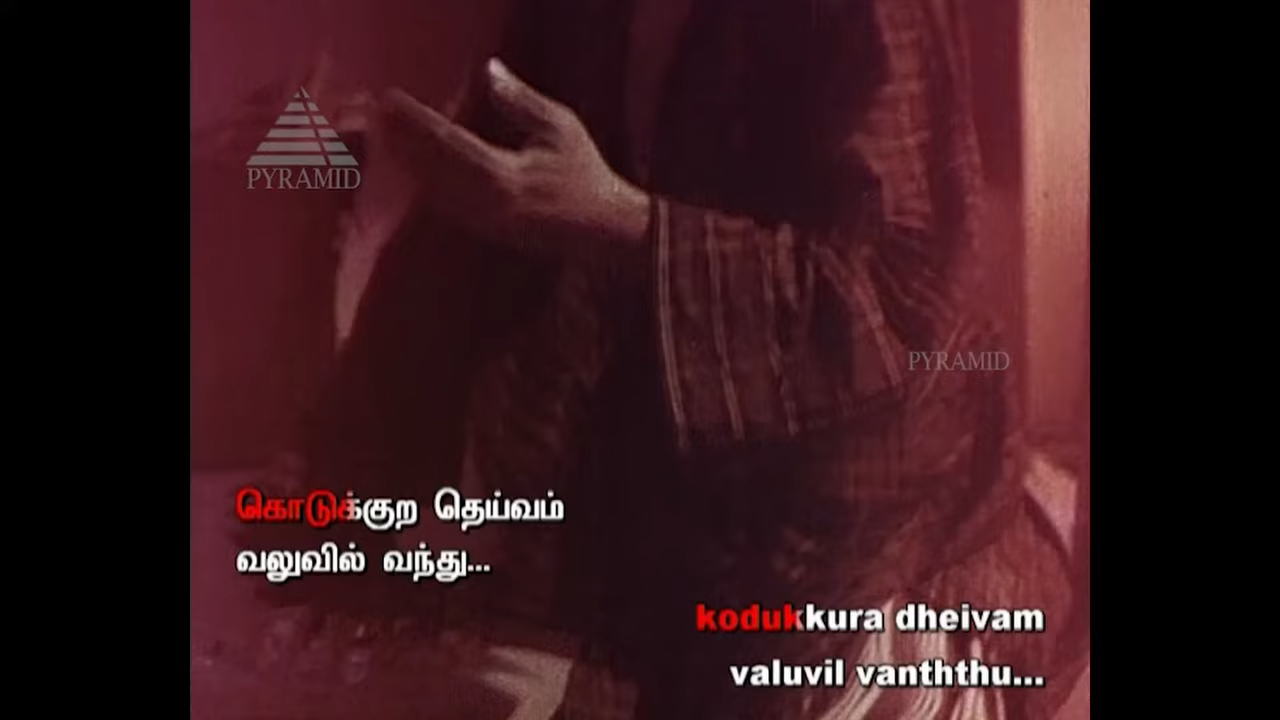 PYRAMID
PYRAMID
கொடுக்குற தெய்வம்
வலுவில் வந்து...
kodukkura dheivam
valuvil vanththu...